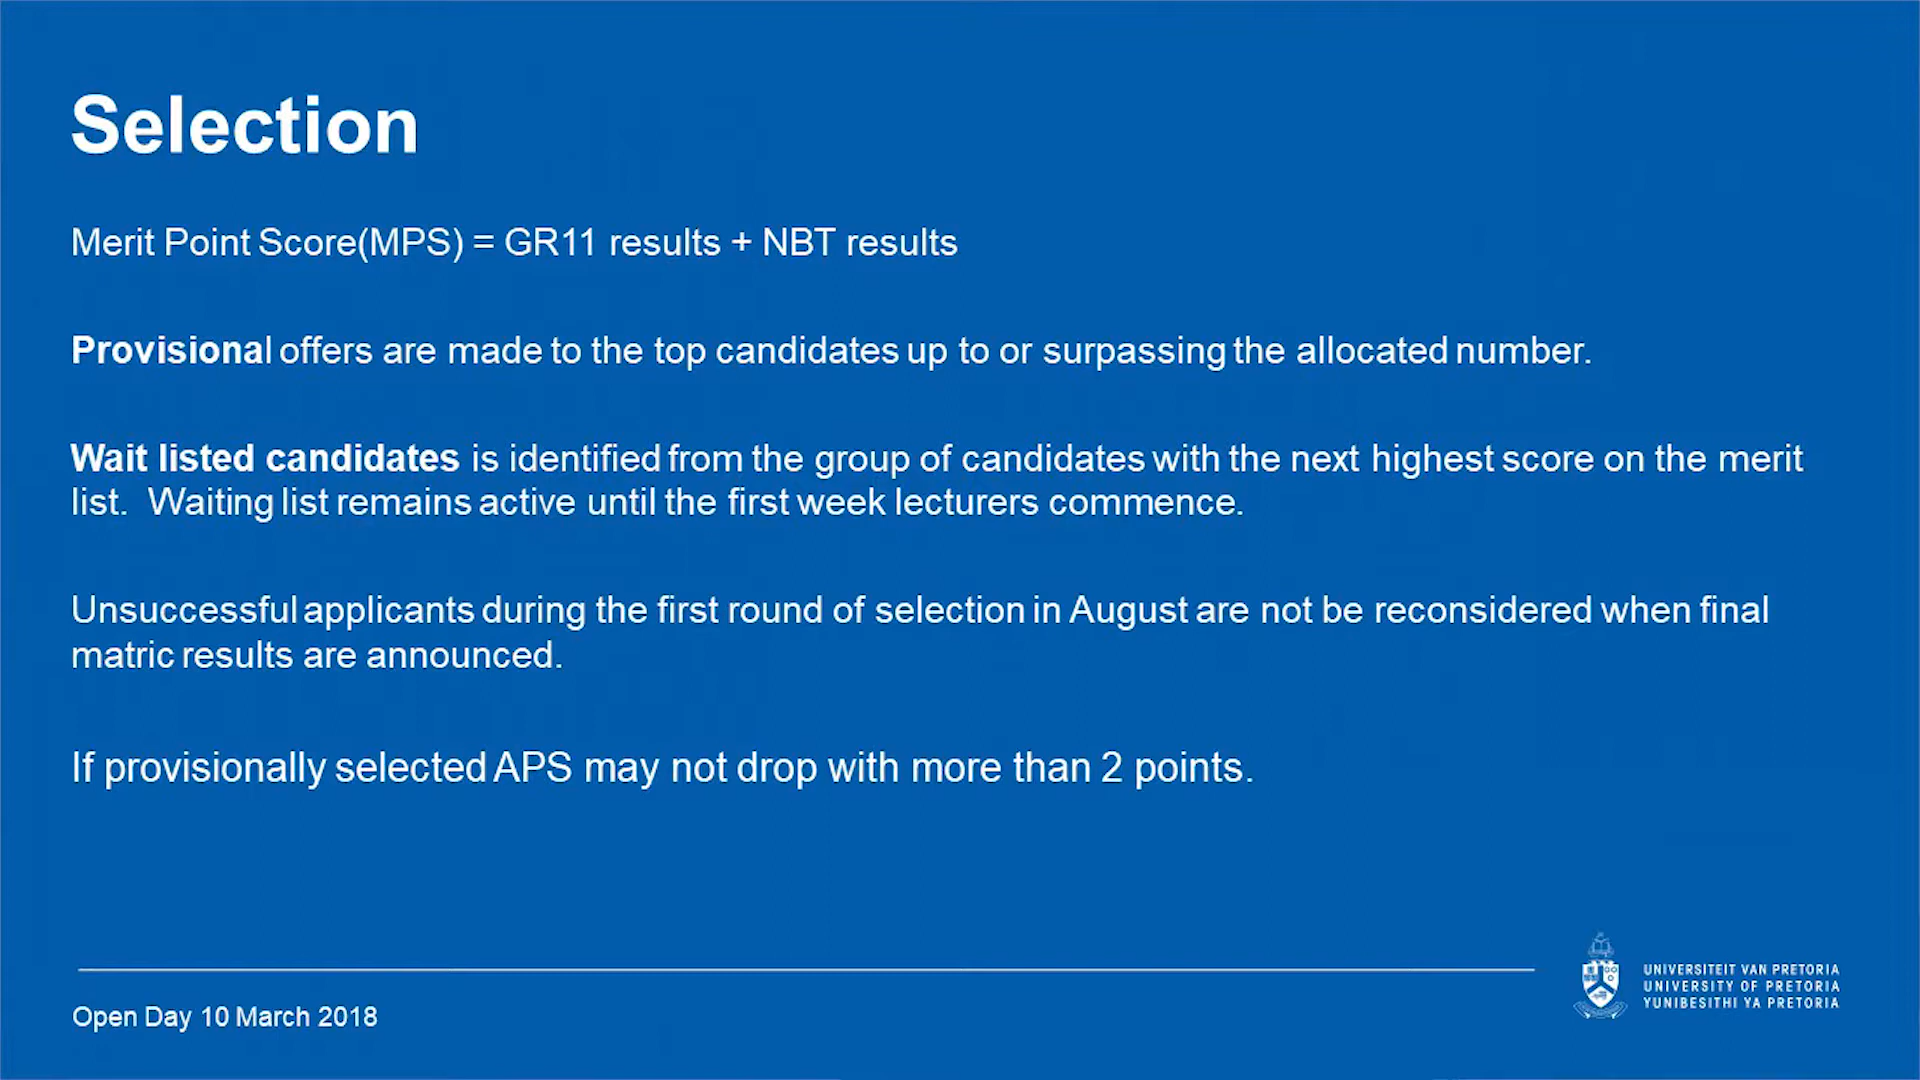 Selection
Merit Point Score(MPS) = GR11 results + NBT results
Provisional offers are made to the top candidates up to or surpassing the allocated number.
Wait listed candidates is identified from the group of candidates with the next highest score on the merit
list. Waiting list remains active until the first week lecturers commence.
Unsuccessful applicants during the first round of selection in August are not be reconsidered when final
matric results are announced.
If provisionally selected APS may not drop with more than 2 points.
UNIVERSITEIT VAN PRETORIA
UNIVERSITY OF PRETORIA
YUNIBESITHI YA PRETORIA
Open Day 10 March 2018